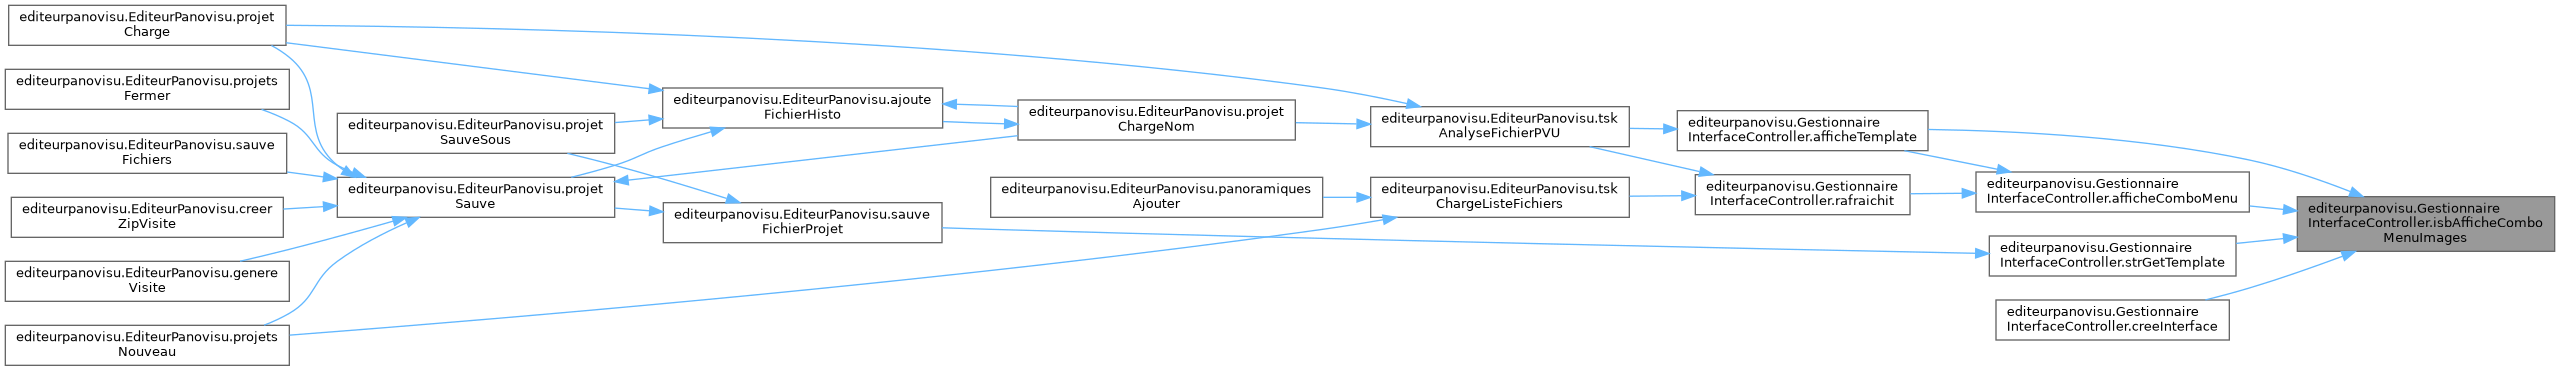 editeurpanovisu.EditeurPanovisu.projet
Charge
editeurpanovisu.EditeurPanovisu.projets
Fermer
editeurpanovisu.EditeurPanovisu.sauve
Fichiers
editeurpanovisu.EditeurPanovisu.creer
ZipVisite
editeurpanovisu.EditeurPanovisu.genere
Visite
editeurpanovisu.EditeurPanovisu.projets
Nouveau
editeurpanovisu.EditeurPanovisu.projet
SauveSous
editeurpanovisu.EditeurPanovisu.projet
Sauve
editeurpanovisu.EditeurPanovisu.ajoute
FichierHisto
editeurpanovisu.EditeurPanovisu.sauve
FichierProjet
editeurpanovisu.EditeurPanovisu.projet
ChargeNom
editeurpanovisu.EditeurPanovisu.panoramiques
Ajouter
editeurpanovisu.EditeurPanovisu.tsk
AnalyseFichierPVU
editeurpanovisu.EditeurPanovisu.tsk
ChargeListeFichiers
editeurpanovisu.Gestionnaire
InterfaceController.afficheTemplate
editeurpanovisu.Gestionnaire
InterfaceController.rafraichit
editeurpanovisu.Gestionnaire
InterfaceController.afficheComboMenu
editeurpanovisu.Gestionnaire
InterfaceController.strGetTemplate
editeurpanovisu.Gestionnaire
InterfaceController.creeInterface
editeurpanovisu.Gestionnaire
InterfaceController.isbAfficheCombo
MenuImages